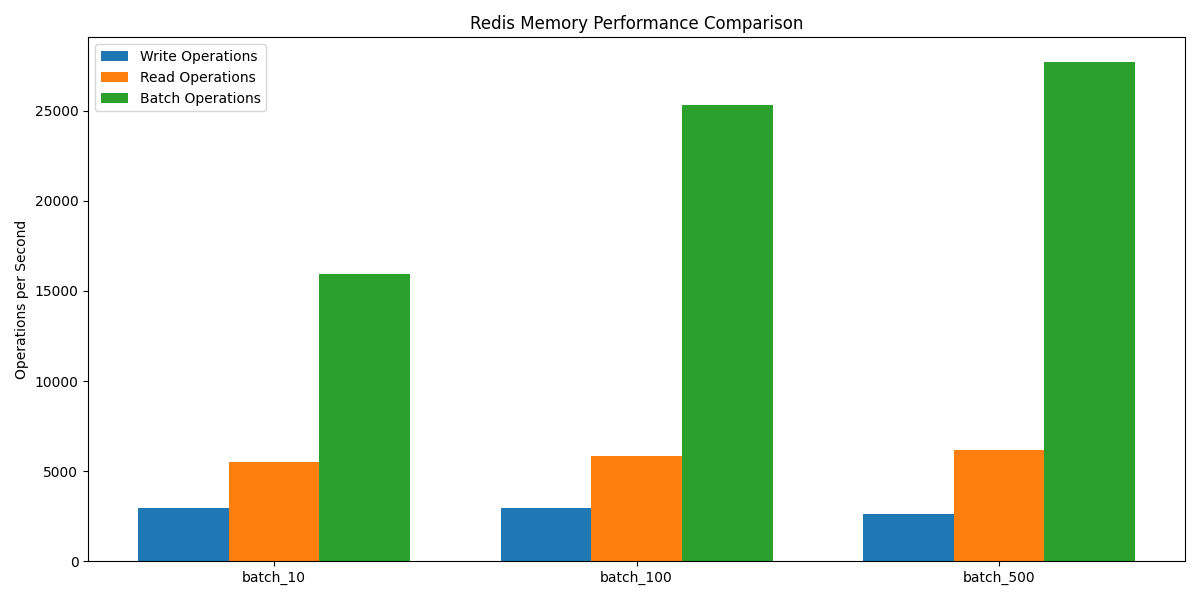 Redis Memory Performance Comparison
Write Operations
Read Operations
Batch Operations
Operations per Second
25000
20000
15000
10000
5000
0
batch_10
batch_100
batch_500